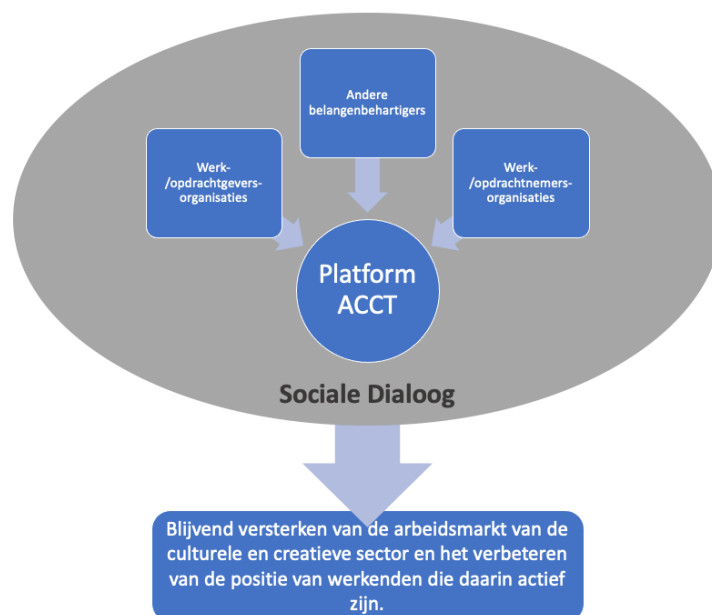 Andere
belangenbehartigers
Werk-
/opdrachtgevers-
organisaties
Werk-
/opdrachtnemers-
organisaties
Platform
ACCT
Sociale Dialoog
Blijvend versterken van de arbeidsmarkt van de
culturele en creatieve sector en het verbeteren
van de positie van werkenden die daarin actief
zijn.